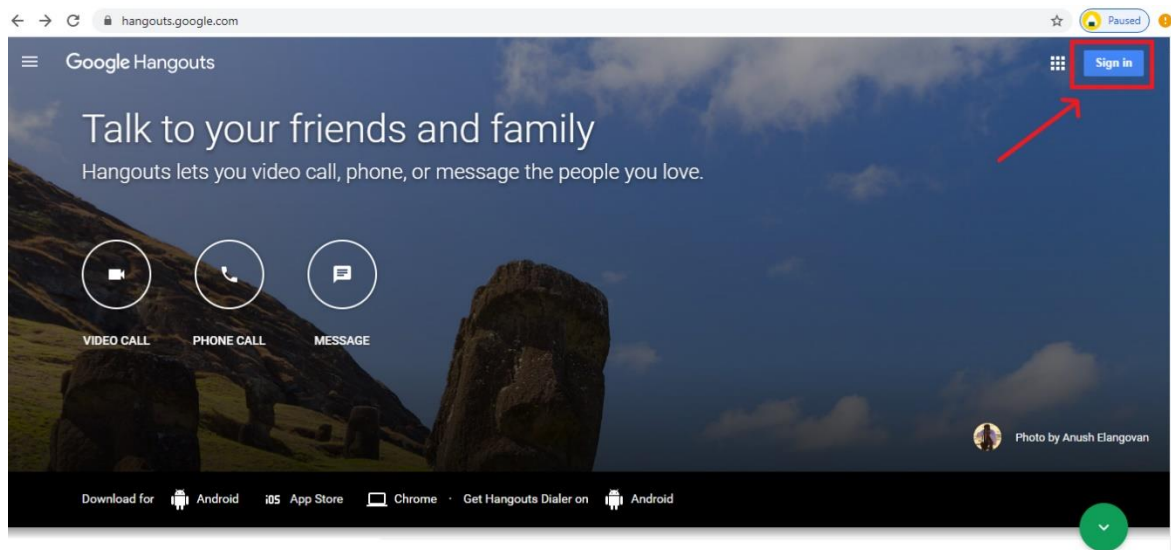 hangouts.google.com
Paused
Google Hangouts
Sign in
Talk to your friends and family
Hangouts lets you video call, phone, or message the people you love.
VIDEO CALL PHONE CALL MESSAGE
Photo by Anush Elangovan
Download for Android iOS App Store Chrome · Get Hangouts Dialer on Android